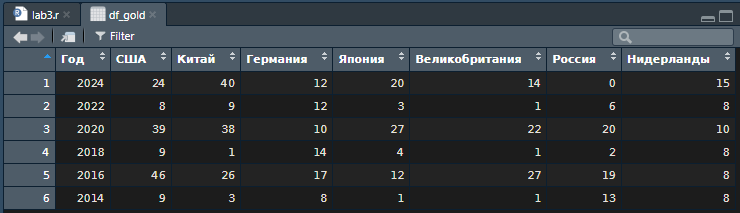 lab3.r df_gold
Filter
Год США Китай Германия Япония Великобритания Россия Нидерланды
1 2024 24 40 12 20 14 0 15
2 2022 8 9 12 3 1 6 8
3 2020 39 38 10 27 22 20 10
4 2018 9 1 14 4 1 2 8
5 2016 46 26 17 12 27 19 8
6 2014 9 3 8 1 1 13 8